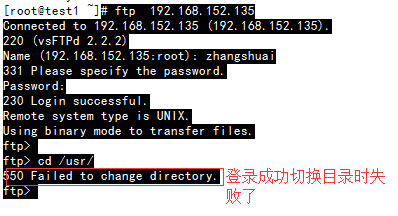 [root@test1 ~]# ftp  192.168.152.135
Connected to 192.168.152.135 (192.168.152.135).
220 (vsFTPd 2.2.2)
Name (192.168.152.135:root): zhangshuai
331 Please specify the password.
Password:
230 Login successful.
Remote system type is UNIX.
Using binary mode to transfer files.
ftp>
ftp> cd /usr/
550 Failed to change directory.
登录成功切换目录时失
败了
ftp>